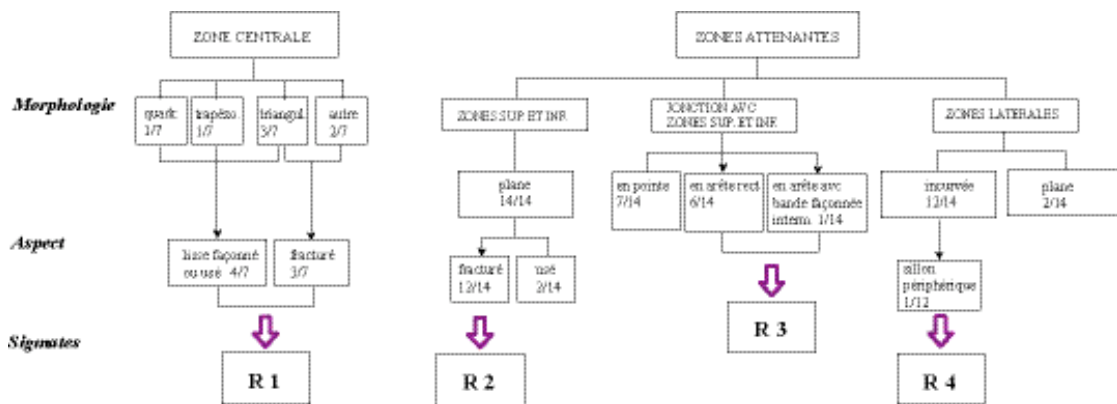 ZONE CENTRALE
ZONES ATTENANTES
Morphologie
quadr.
1/7
trapézo.
1/7
triangul.
3/7
autre
2/7
ZONES SUP. ET INF.
JONCTION AVC
ZONES SUP. ET INF.
ZONES LATERALES
plane
14/14
en pointe
7/14
en arête rect.
6/14
en arête avc
bande façonnée
interm. 1/14
incurvée
12/14
plane
2/14
Aspect
lisse façonné
ou usé 4/7
fracturé
3/7
fracturé
12/14
usé
2/14
sillon
périphérique
1/12
Sigmates
R 1
R 2
R 3
R 4